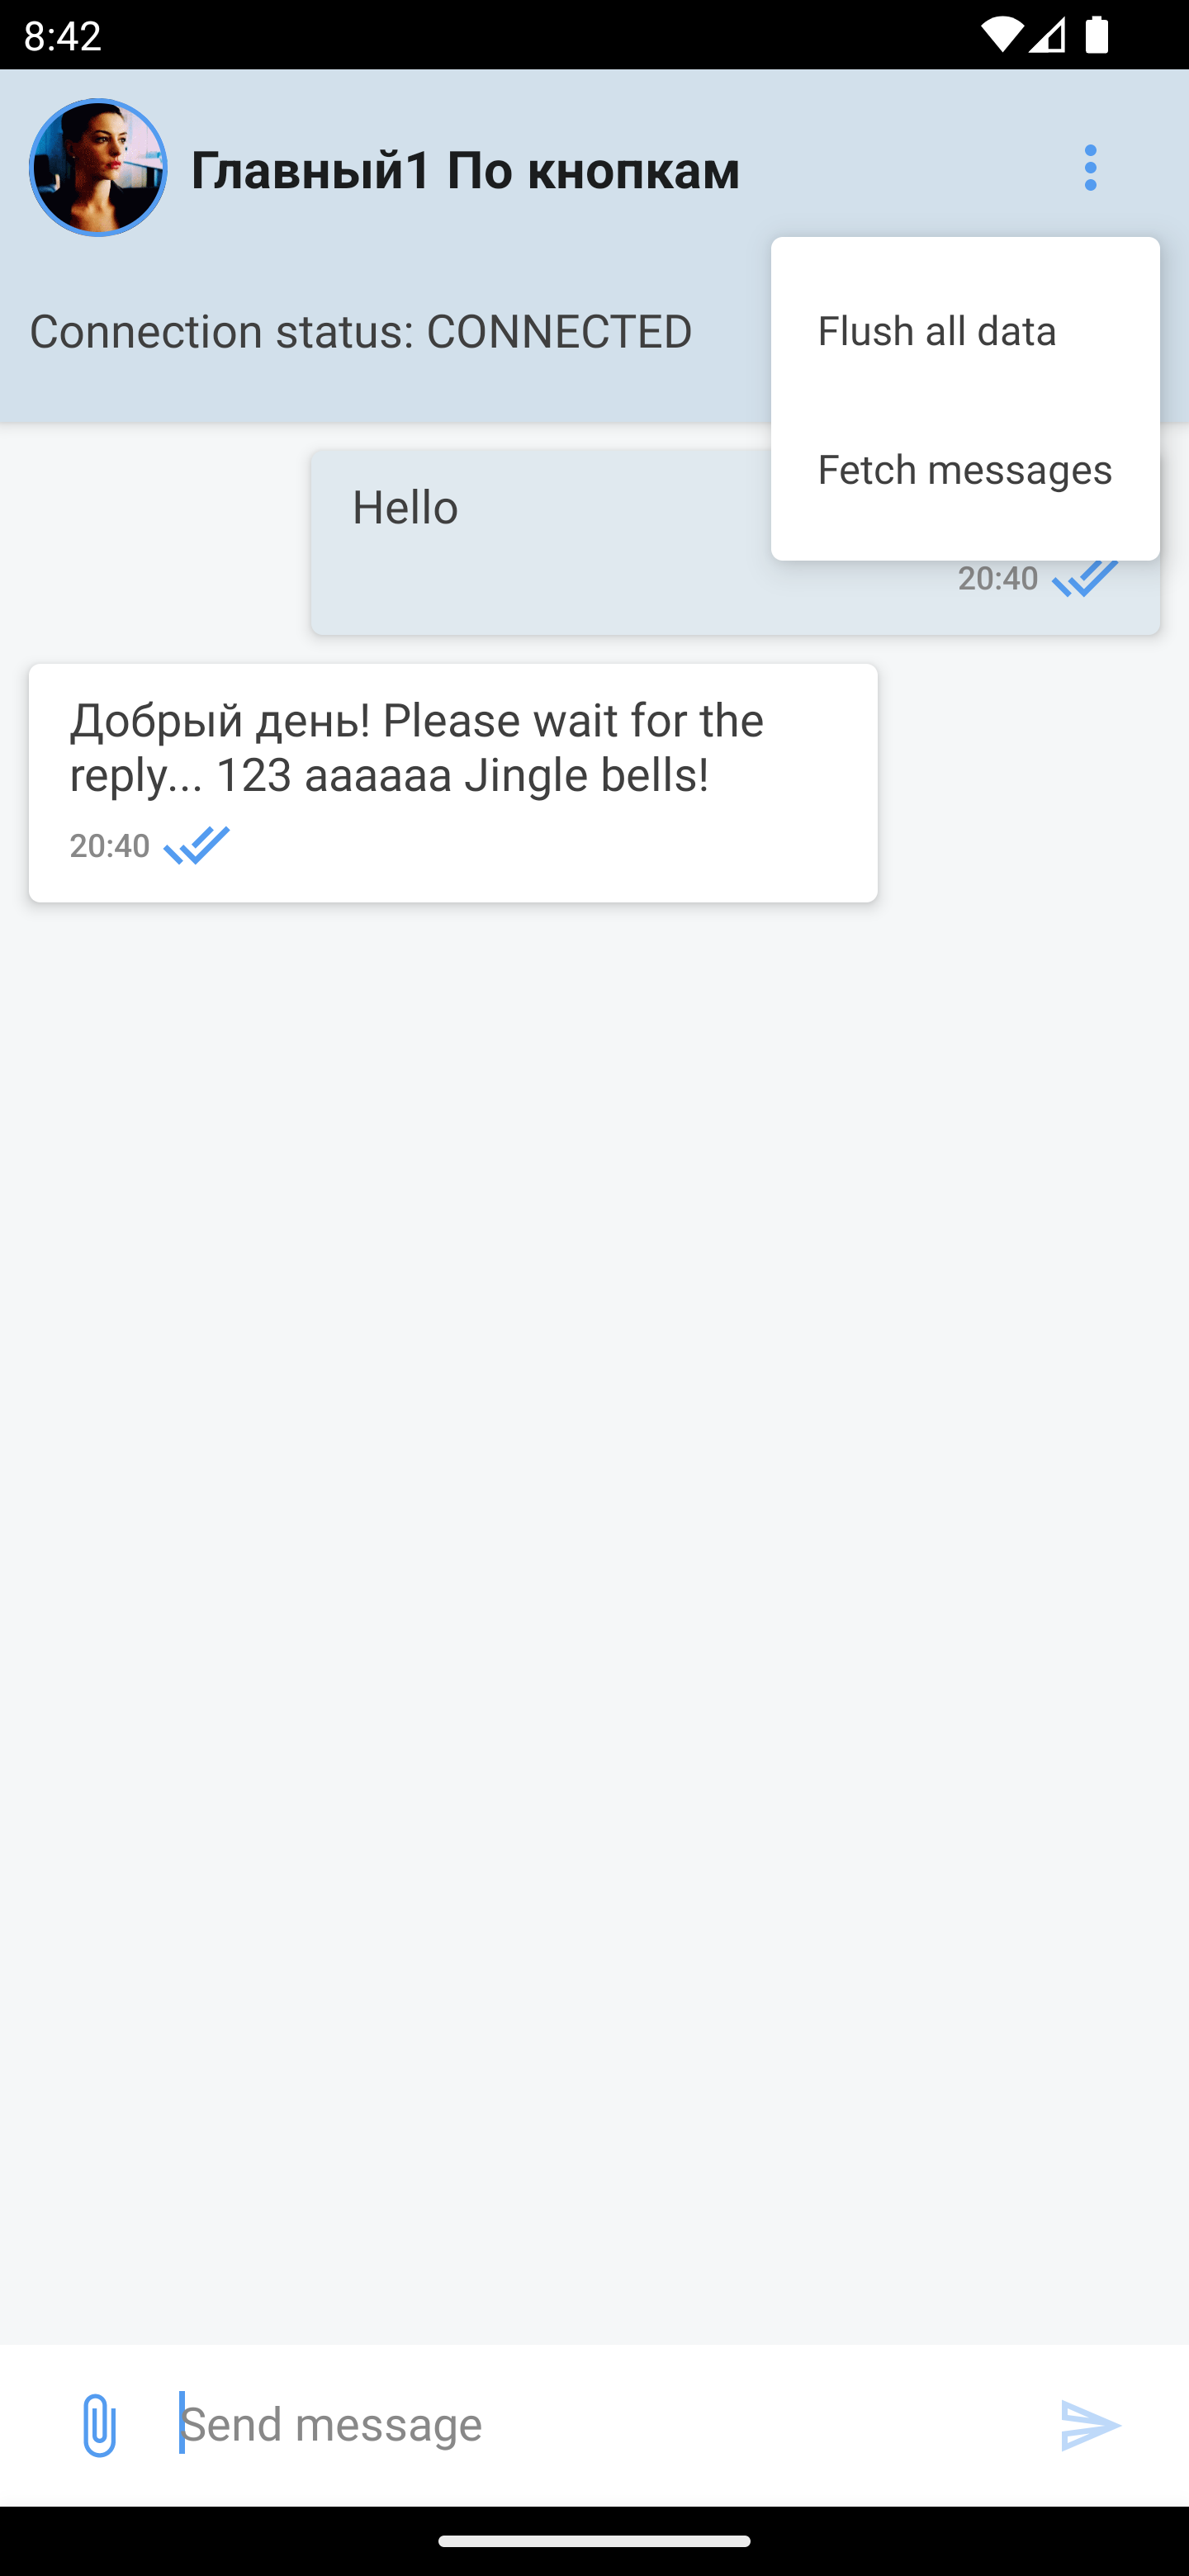 8:42
Главный1 По кнопкам
Connection status: CONNECTED
Flush all data
Fetch messages
Hello
20:40
Добрый день! Please wait for the
reply... 123 aaaaaa Jingle bells!
20:40
Send message